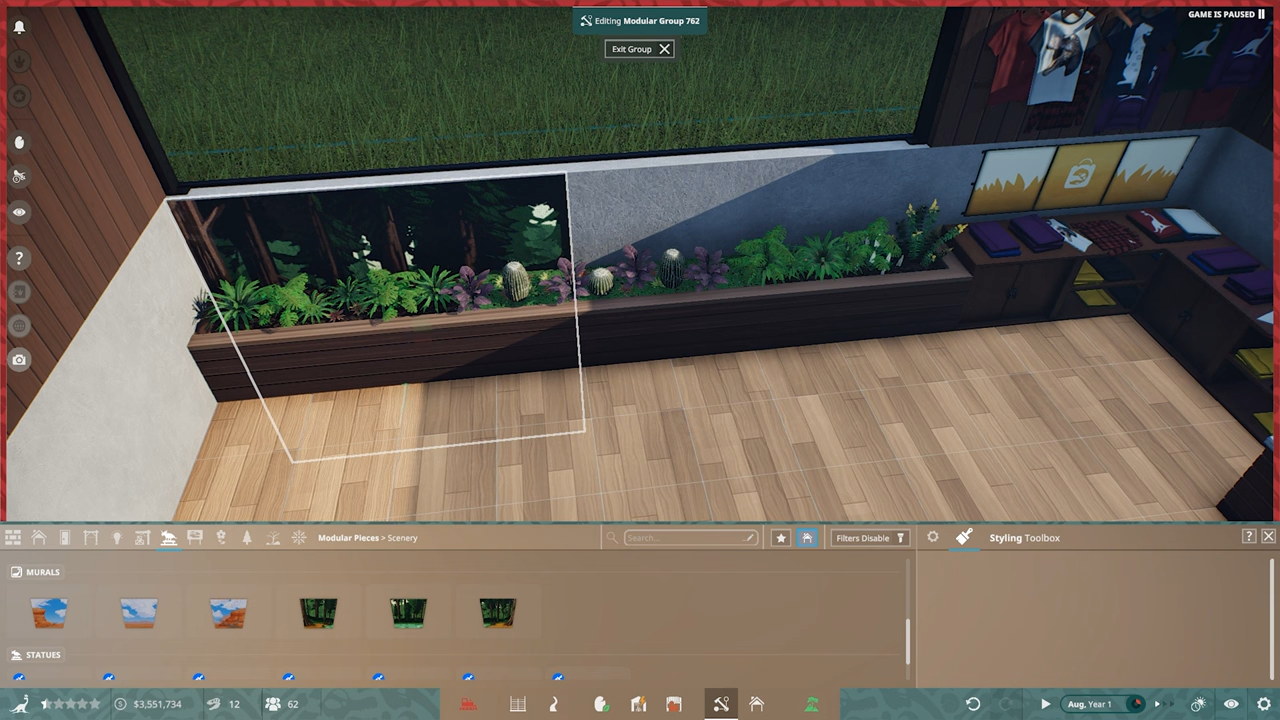 Editing Modular Group 762
GAME IS PAUSED
Exit Group
Modular Pieces > Scenery
Search...
Filters Disable
Styling Toolbox
?
?
MURALS
STATUES
$3,551,734
12
62
Aug, Year 1